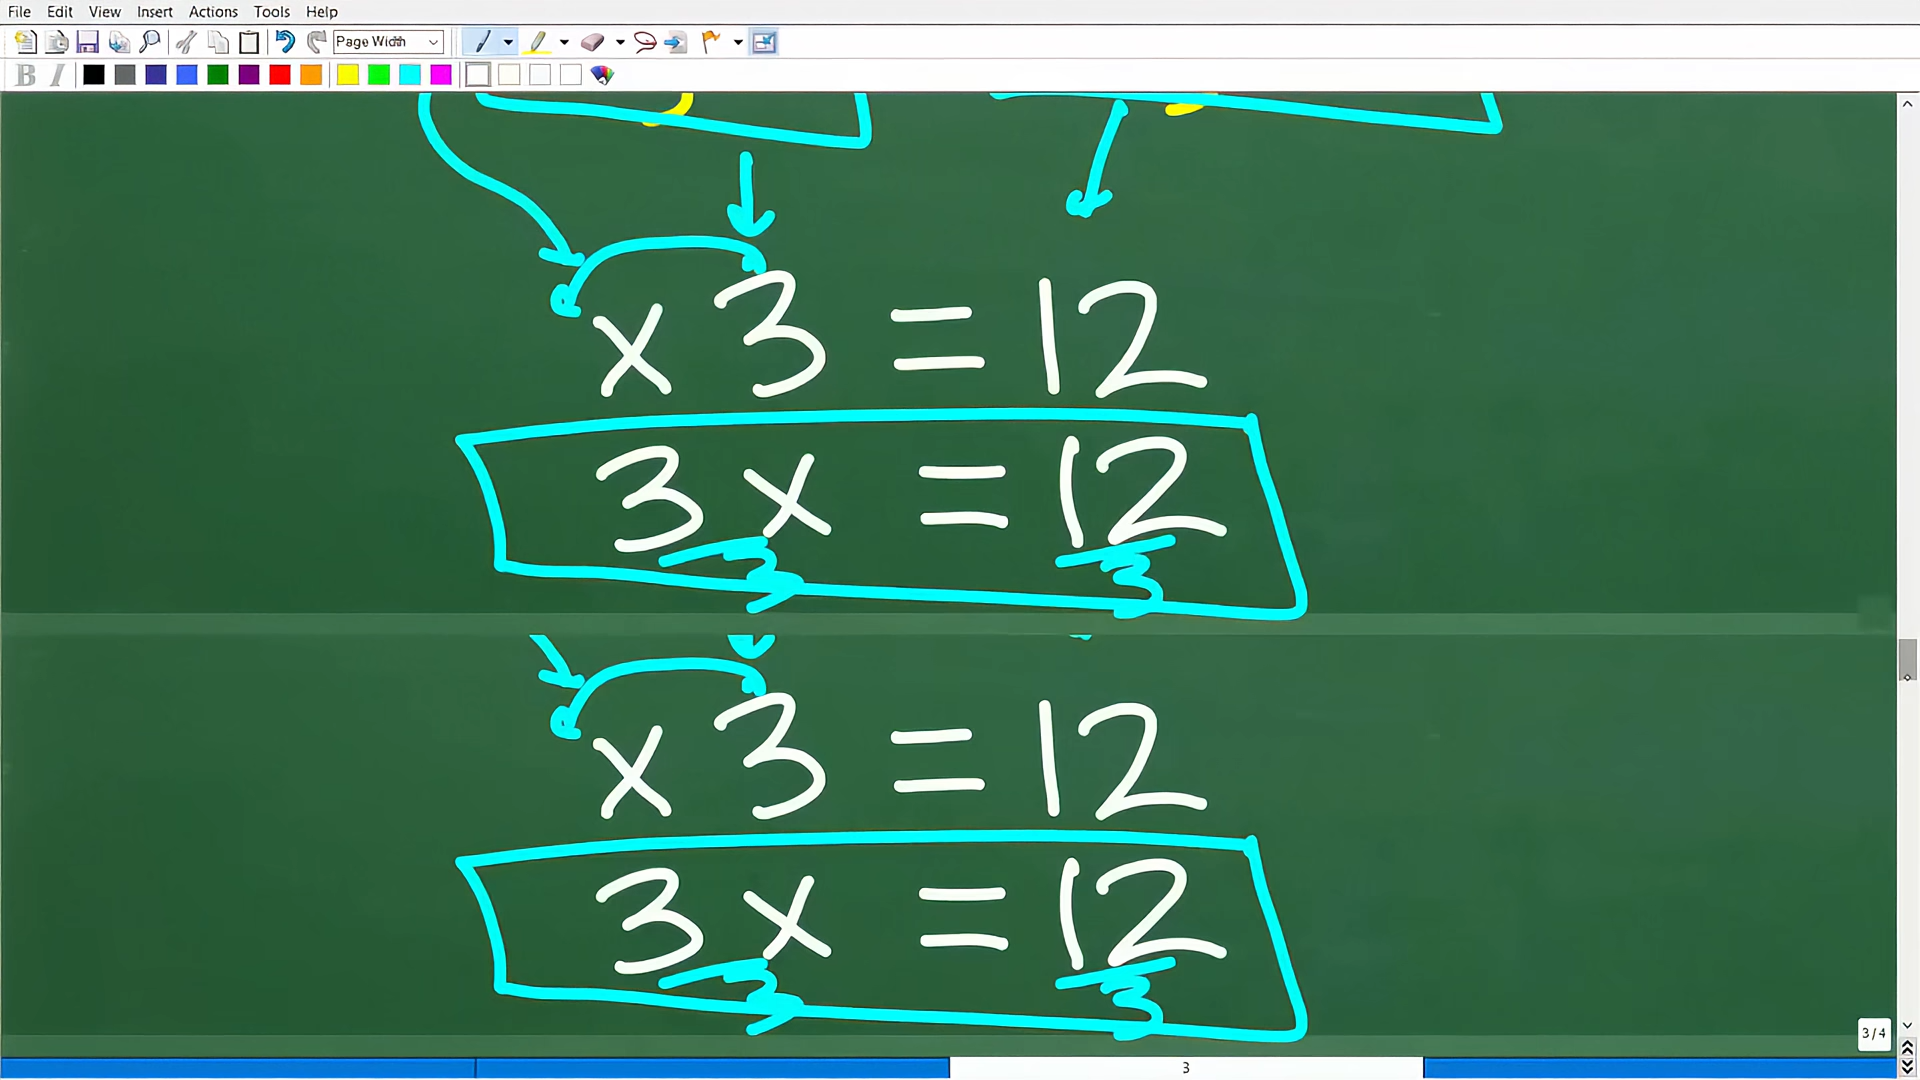 File Edit View Insert Actions Tools Help
Page Width
B I
x 3 = 12
3x = 12
3 3
x 3 = 12
3x = 12
3 3
3/4
3